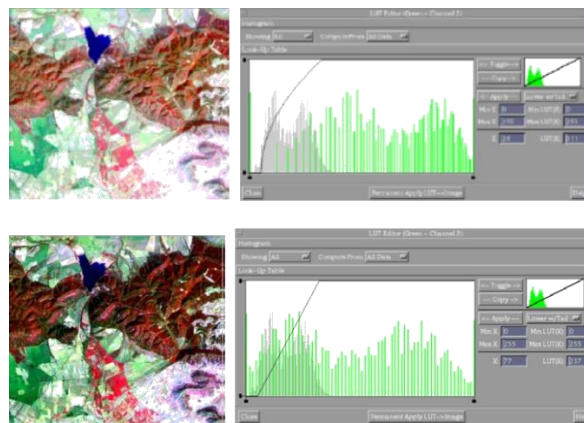 LUT Editor (Green - Channel 2)
Histogram
Showing All Compute From All Data
Look-Up Table
<-- Toggle-->
-- Copy -->
<-- Apply -->
Linear w/Tail
Min X 0 Min LUT(X) 0
Max X 255 Max LUT(X) 255
X LUT(X)
Close Permanent Apply LUT-->Image
LUT Editor (Green - Channel 2)
Histogram
Showing All Compute From All Data
Look-Up Table
<-- Toggle-->
-- Copy -->
<-- Apply -->
Linear w/Tail
Min X 0 Min LUT(X) 0
Max X 255 Max LUT(X) 255
X 77 LUT(X)
Close Permanent Apply LUT-->Image